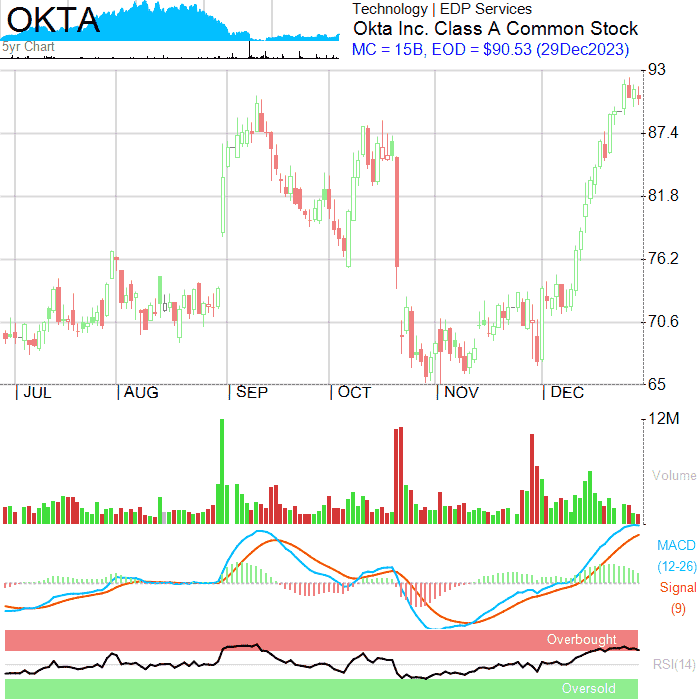 OKTA
5yr Chart
Technology | EDP Services
Okta Inc. Class A Common Stock
MC = 15B, EOD = $90.53 (29Dec2023)
93
87.4
81.8
76.2
70.6
65
JUL AUG SEP OCT NOV DEC
12M
Volume
MACD
(12-26)
Signal
(9)
Overbought
RSI(14)
Oversold